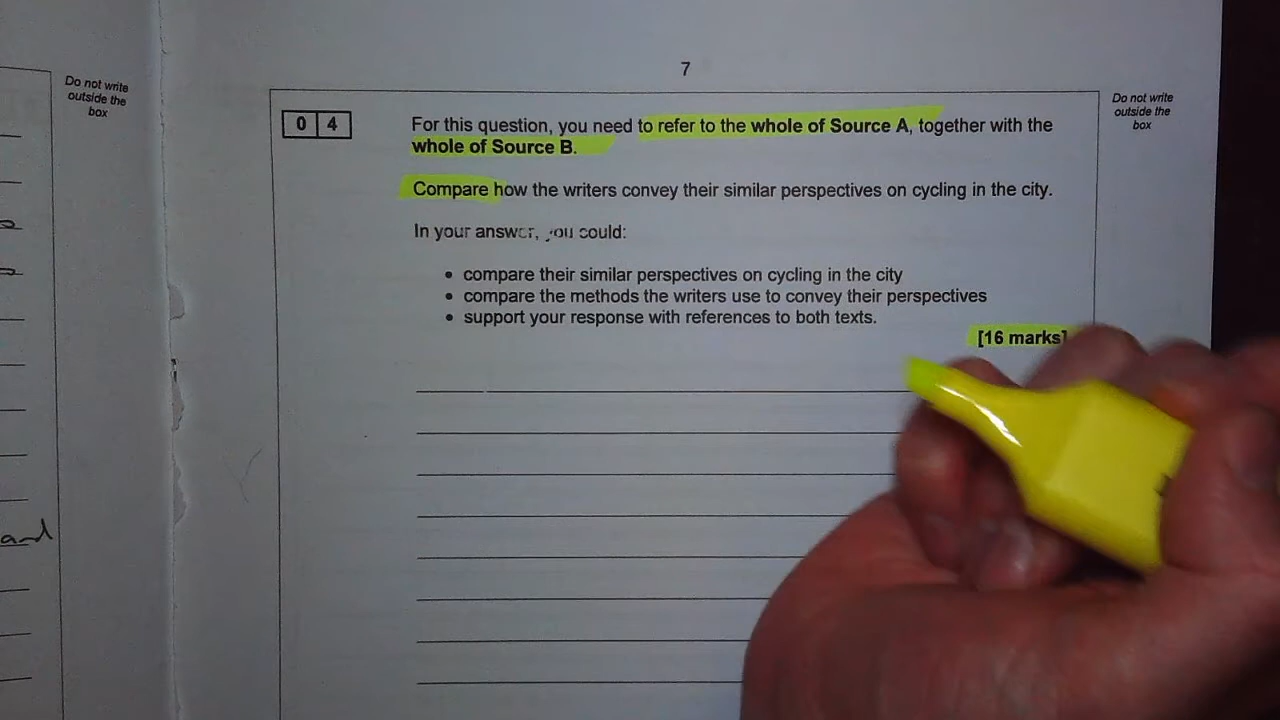 Do not write
outside the
box
and
7
Do not write
outside the
box
0 4
For this question, you need to refer to the whole of Source A, together with the
whole of Source B.
Compare how the writers convey their similar perspectives on cycling in the city.
In your answer, you could:
• compare their similar perspectives on cycling in the city
• compare the methods the writers use to convey their perspectives
• support your response with references to both texts.
[16 marks]